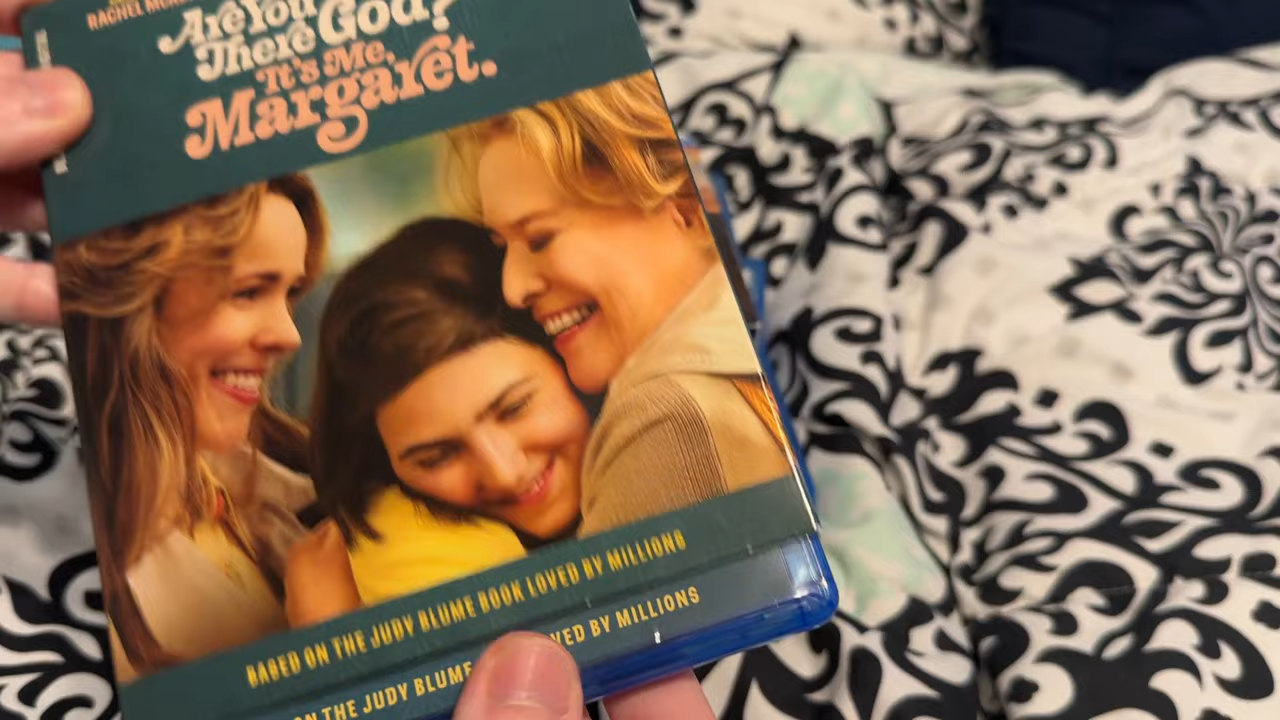 RACHEL
Are You
There God?
It's Me,
Margaret.
BASED ON THE JUDY BLUME BOOK LOVED BY MILLIONS
ON THE JUDY BLUME VED BY MILLIONS